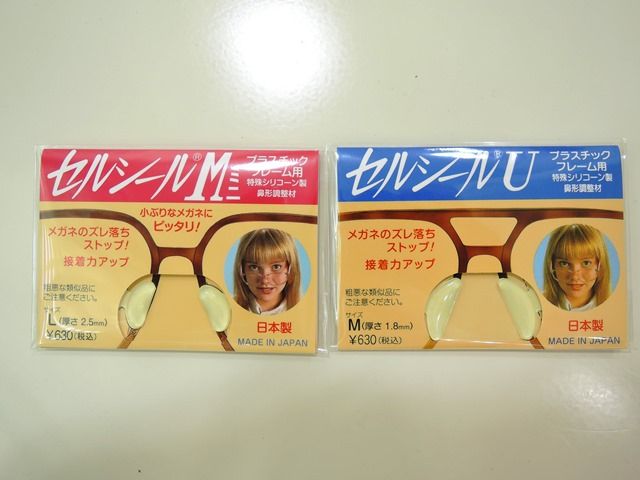 セルシール®Mミニ
プラスチック
フレーム用
特殊シリコーン製
鼻形調整材
小ぶりなメガネに
ピッタリ!
メガネのズレ落ち
ストップ!
接着力アップ
粗悪な類似品に
ご注意ください。
サイズ
L(厚さ 2.5mm)
¥630(税込)
日本製
MADE IN JAPAN
セルシール®U
プラスチック
フレーム用
特殊シリコーン製
鼻形調整材
メガネのズレ落ち
ストップ!
接着力アップ
粗悪な類似品に
ご注意ください。
サイズ
M(厚さ 1.8mm)
¥630(税込)
日本製
MADE IN JAPAN